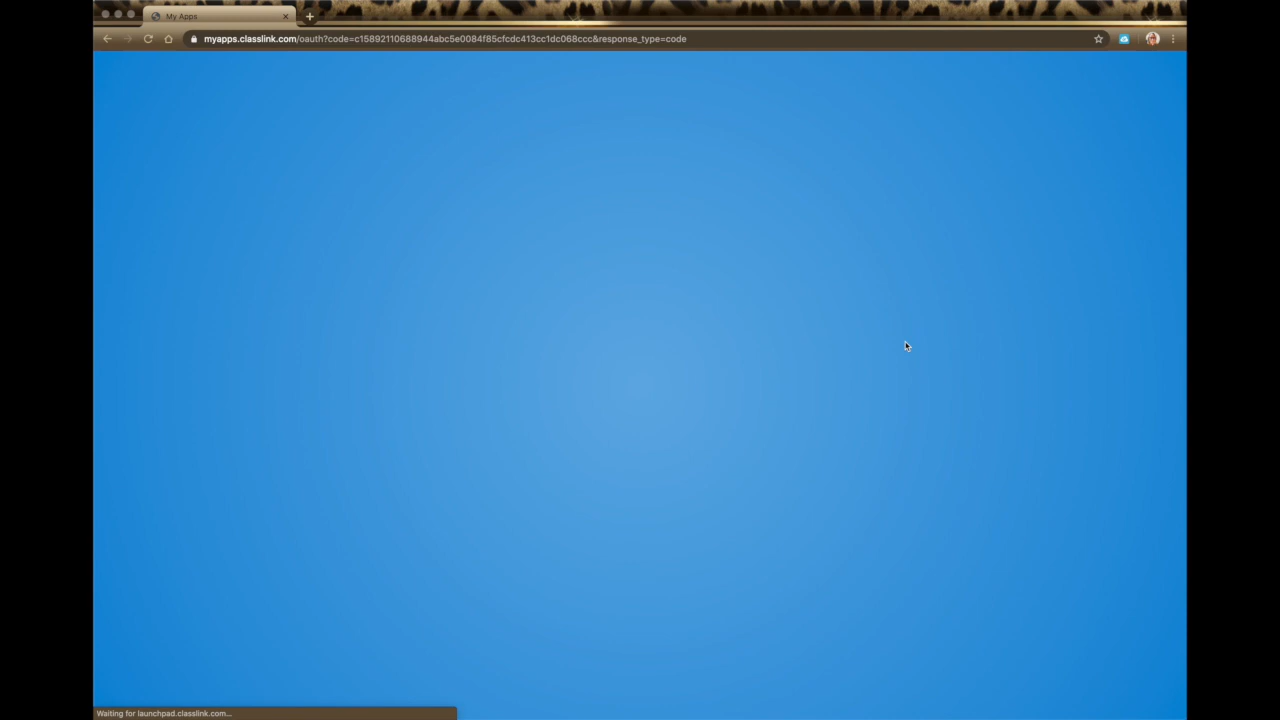 My Apps
myapps.classlink.com/oauth?code=c15892110688944abc5e0084f85cfcdc413cc1dc068ccc&response_type=code
Waiting for launchpad.classlink.com...